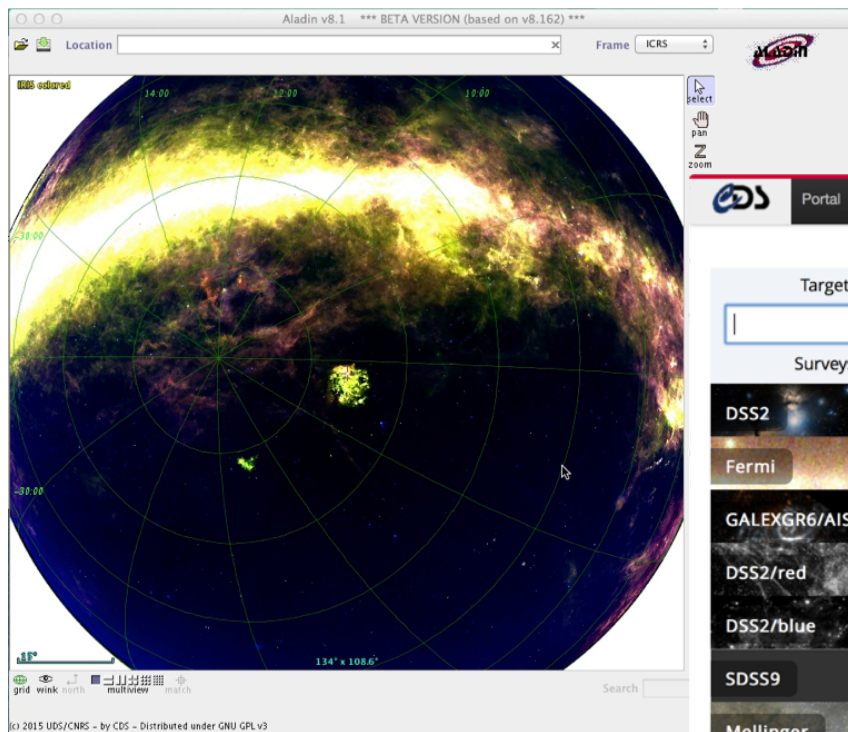 Aladin v8.1 *** BETA VERSION (based on v8.162) ***
Location
Frame ICRS
ALADIN
IRIS colored
14:00 12:00 10:00
select
pan
zoom
CDS Portal
-30:00
Target
Surveys
DSS2
Fermi
-30:00
GALEXGR6/AIS
DSS2/red
DSS2/blue
15°
134° x 108.6°
SDSS9
grid wink north multiview match
Search
Mellinger
(c) 2015 UDS/CNRS - by CDS - Distributed under GNU GPL v3